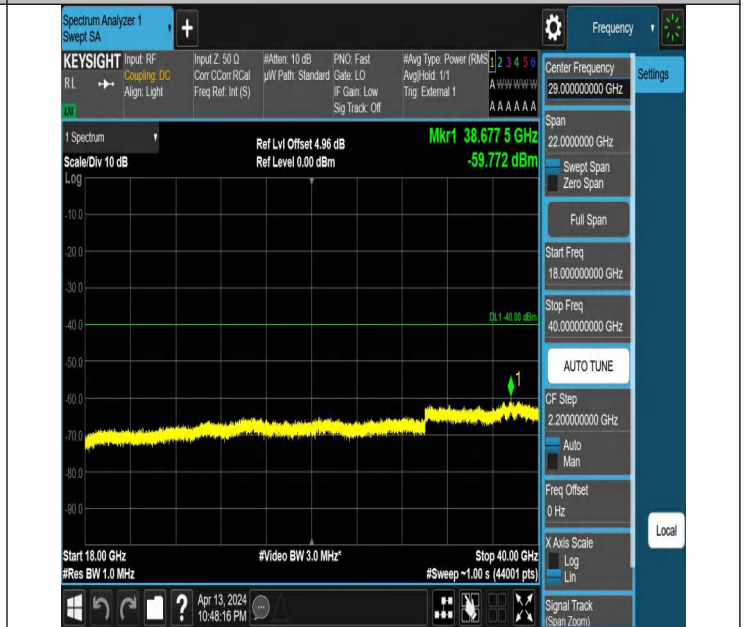 Spectrum Analyzer 1
Swept SA
+
Frequency
KEYSIGHT
RL
Input: RF
Coupling: DC
Align: Light
Input Z: 50 Ω
Corr CCorr RCal
Freq Ref: Int (S)
#Atten: 10 dB
µW Path: Standard
PNO: Fast
Gate: LO
IF Gain: Low
Sig Track: Off
#Avg Type: Power (RMS
Avg|Hold: 1/1
Trig: External 1
1 2 3 4 5 6
A W W W W W
A A A A A A
1 Spectrum
Scale/Div 10 dB
Log
Ref Lvl Offset 4.96 dB
Ref Level 0.00 dBm
Mkr1 38.677 5 GHz
-59.772 dBm
-10.0
-20.0
-30.0
-40.0
-50.0
-60.0
-70.0
-80.0
-90.0
DL1 -40.00 dBm
1
Start 18.00 GHz
#Res BW 1.0 MHz
#Video BW 3.0 MHz*
Stop 40.00 GHz
#Sweep ~1.00 s (44001 pts)
?
Apr 13, 2024
10:48:16 PM
Center Frequency
29.000000000 GHz
Settings
Span
22.0000000 GHz
Swept Span
Zero Span
Full Span
Start Freq
18.000000000 GHz
Stop Freq
40.000000000 GHz
AUTO TUNE
CF Step
2.200000000 GHz
Auto
Man
Freq Offset
0 Hz
X Axis Scale
Log
Lin
Local
Signal Track
(Span Zoom)